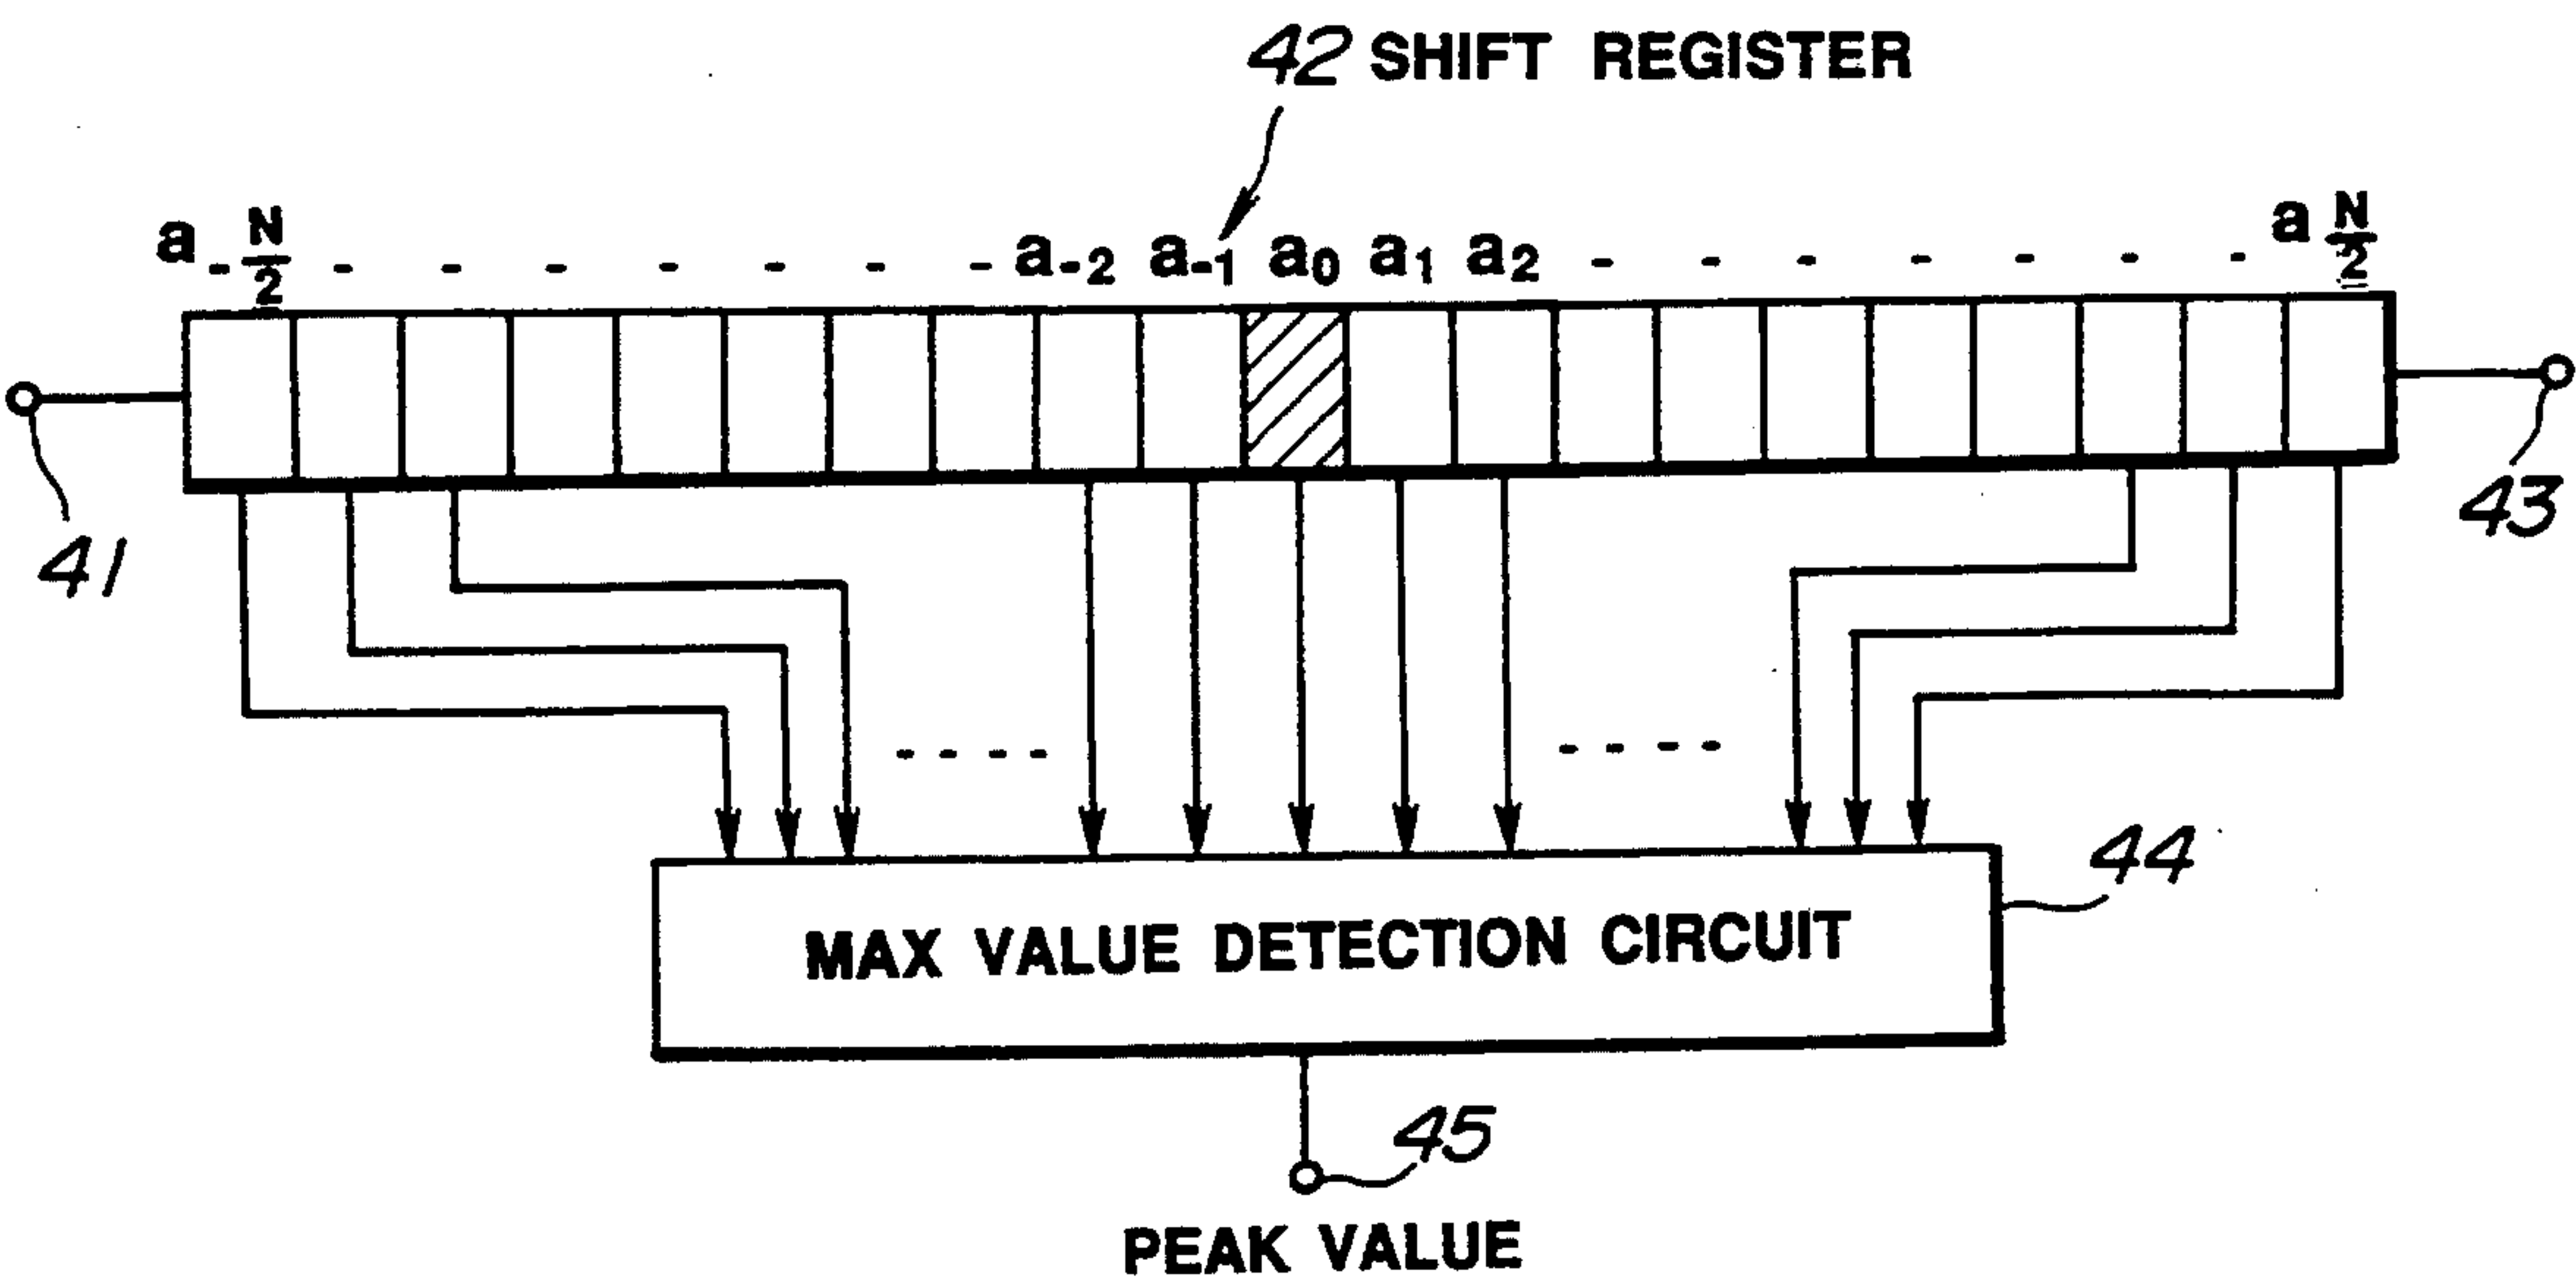 42 SHIFT REGISTER
a-N/2 - - - - - - - a-2 a-1 a0 a1 a2 - - - - - - - aN/2
41
43
- - - -
- - - -
44
MAX VALUE DETECTION CIRCUIT
45
PEAK VALUE